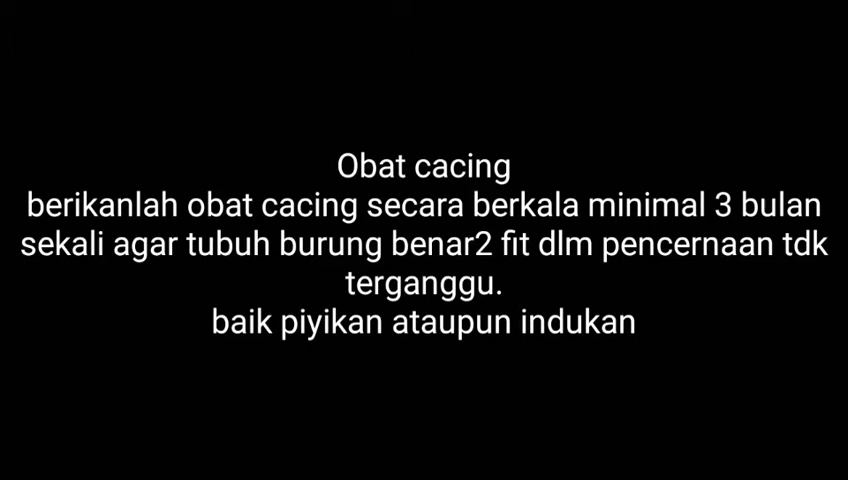 Obat cacing
berikanlah obat cacing secara berkala minimal 3 bulan
sekali agar tubuh burung benar2 fit dlm pencernaan tdk
terganggu.
baik piyikan ataupun indukan